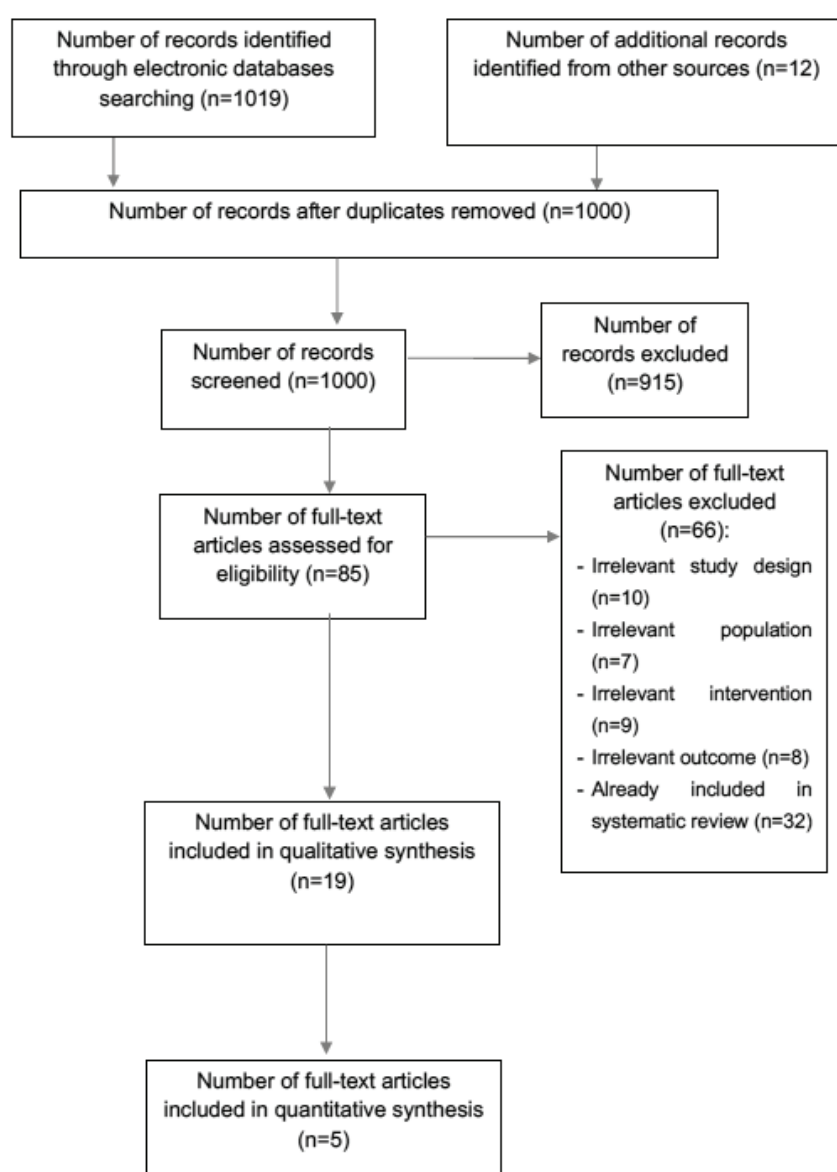 Number of records identified
through electronic databases
searching (n=1019)
Number of additional records
identified from other sources (n=12)
Number of records after duplicates removed (n=1000)
Number of records
screened (n=1000)
Number of
records excluded
(n=915)
Number of full-text
articles assessed for
eligibility (n=85)
Number of full-text
articles excluded
(n=66):
- Irrelevant study design
(n=10)
- Irrelevant population
(n=7)
- Irrelevant intervention
(n=9)
- Irrelevant outcome (n=8)
- Already included in
systematic review (n=32)
Number of full-text articles
included in qualitative synthesis
(n=19)
Number of full-text articles
included in quantitative synthesis
(n=5)